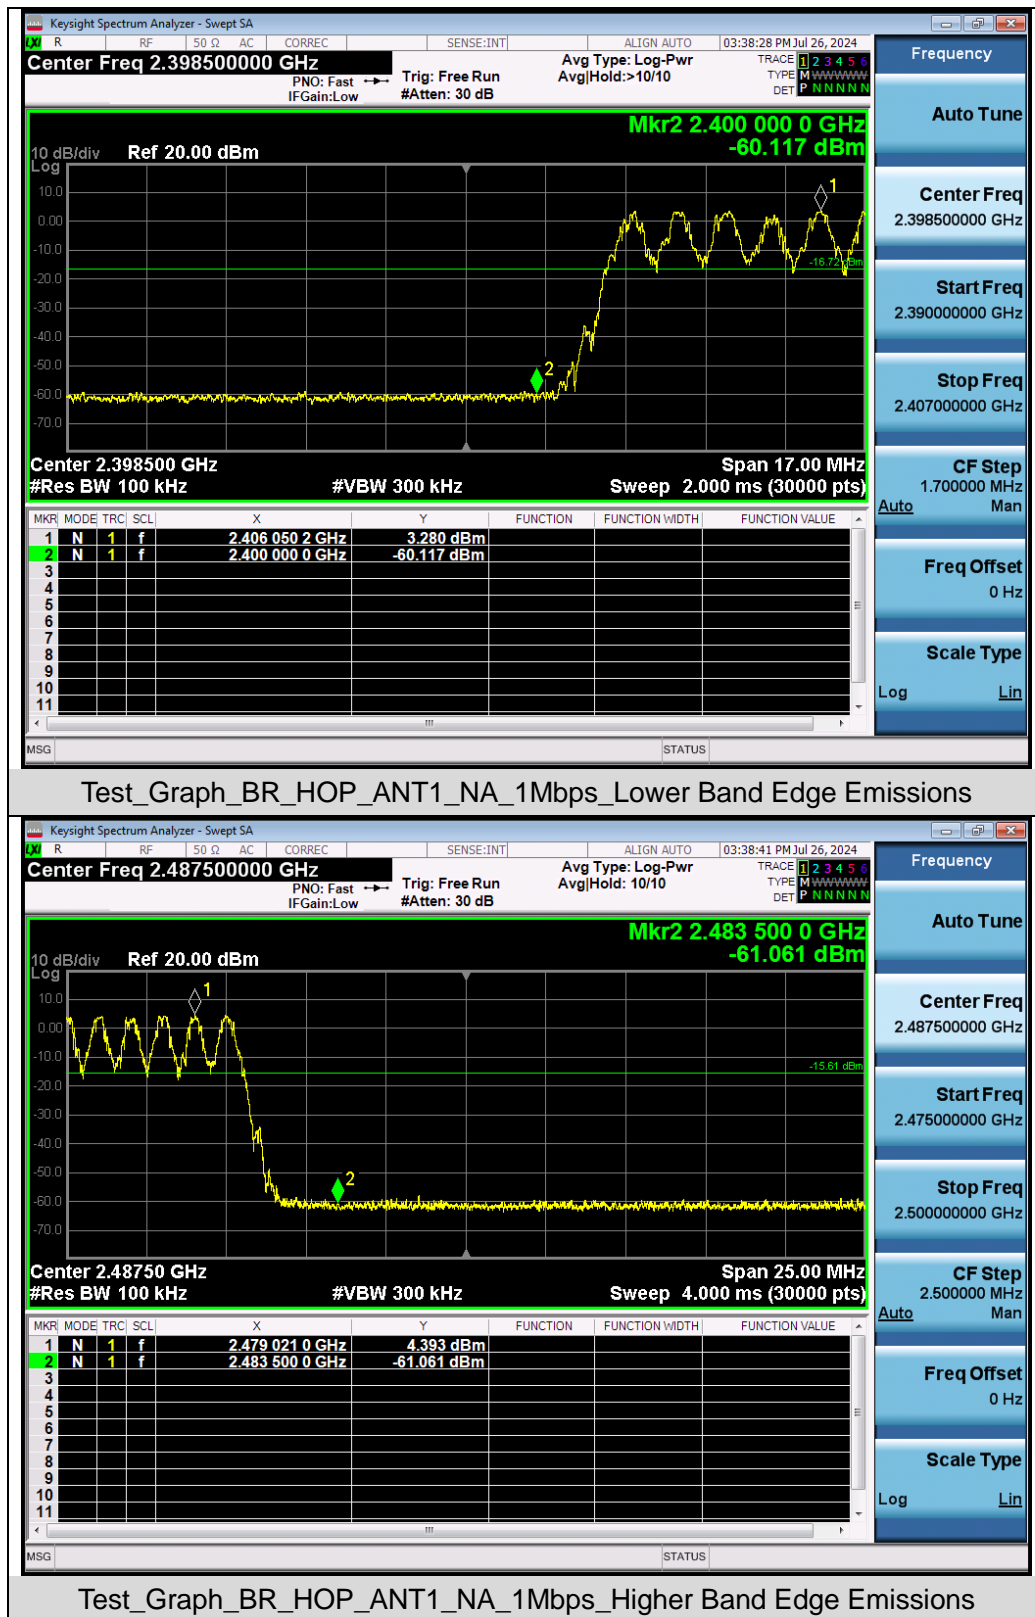 Keysight Spectrum Analyzer - Swept SA
LXI R RF 50 Ω AC CORREC SENSE:INT ALIGN AUTO 03:38:28 PM Jul 26, 2024
Center Freq 2.398500000 GHz
PNO: Fast
IFGain:Low
Trig: Free Run
#Atten: 30 dB
Avg Type: Log-Pwr
Avg|Hold:>10/10
TRACE 1 2 3 4 5 6
TYPE M WWWWW
DET P N N N N N
Mkr2 2.400 000 0 GHz
-60.117 dBm
10 dB/div Ref 20.00 dBm
Log
10.0
0.00
-10.0
-20.0
-30.0
-40.0
-50.0
-60.0
-70.0
1
-16.72 dBm
2
Center 2.398500 GHz Span 17.00 MHz
#Res BW 100 kHz #VBW 300 kHz Sweep 2.000 ms (30000 pts)
MKR MODE TRC SCL X Y FUNCTION FUNCTION WIDTH FUNCTION VALUE
1 N 1 f 2.406 050 2 GHz 3.280 dBm
2 N 1 f 2.400 000 0 GHz -60.117 dBm
3
4
5
6
7
8
9
10
11
MSG STATUS
Frequency
Auto Tune
Center Freq
2.398500000 GHz
Start Freq
2.390000000 GHz
Stop Freq
2.407000000 GHz
CF Step
1.700000 MHz
Auto Man
Freq Offset
0 Hz
Scale Type
Log Lin
Test_Graph_BR_HOP_ANT1_NA_1Mbps_Lower Band Edge Emissions
Keysight Spectrum Analyzer - Swept SA
LXI R RF 50 Ω AC CORREC SENSE:INT ALIGN AUTO 03:38:41 PM Jul 26, 2024
Center Freq 2.487500000 GHz
PNO: Fast
IFGain:Low
Trig: Free Run
#Atten: 30 dB
Avg Type: Log-Pwr
Avg|Hold: 10/10
TRACE 1 2 3 4 5 6
TYPE M WWWWW
DET P N N N N N
Mkr2 2.483 500 0 GHz
-61.061 dBm
10 dB/div Ref 20.00 dBm
Log
10.0
0.00
-10.0
-20.0
-30.0
-40.0
-50.0
-60.0
-70.0
1
-15.61 dBm
2
Center 2.48750 GHz Span 25.00 MHz
#Res BW 100 kHz #VBW 300 kHz Sweep 4.000 ms (30000 pts)
MKR MODE TRC SCL X Y FUNCTION FUNCTION WIDTH FUNCTION VALUE
1 N 1 f 2.479 021 0 GHz 4.393 dBm
2 N 1 f 2.483 500 0 GHz -61.061 dBm
3
4
5
6
7
8
9
10
11
MSG STATUS
Frequency
Auto Tune
Center Freq
2.487500000 GHz
Start Freq
2.475000000 GHz
Stop Freq
2.500000000 GHz
CF Step
2.500000 MHz
Auto Man
Freq Offset
0 Hz
Scale Type
Log Lin
Test_Graph_BR_HOP_ANT1_NA_1Mbps_Higher Band Edge Emissions